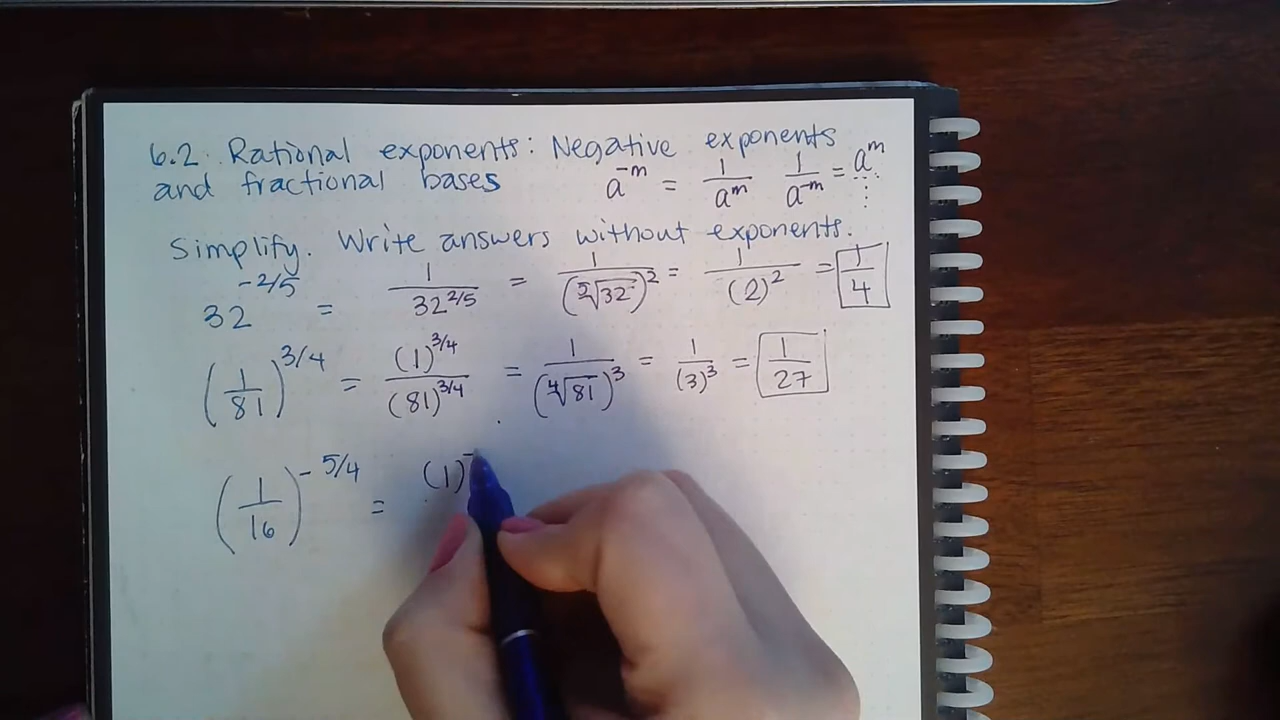 6.2. Rational exponents: Negative exponents
and fractional bases a^-m = 1/a^m 1/a^-m = a^m
Simplify. Write answers without exponents.
32^-2/5 = 1/32^2/5 = 1/(⁵√32)^2 = 1/(2)^2 = 1/4
(1/81)^3/4 = (1)^3/4/(81)^3/4 = 1/(⁴√81)^3 = 1/(3)^3 = 1/27
(1/16)^-5/4 = (1)^-